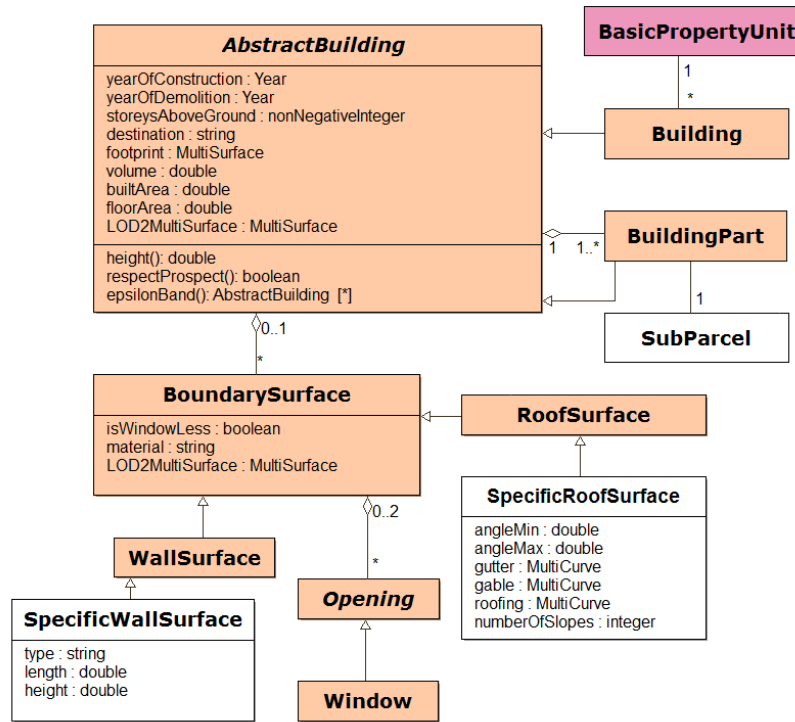 AbstractBuilding
yearOfConstruction : Year
yearOfDemolition : Year
storeysAboveGround : nonNegativeInteger
destination : string
footprint : MultiSurface
volume : double
builtArea : double
floorArea : double
LOD2MultiSurface : MultiSurface
height(): double
respectProspect(): boolean
epsilonBand(): AbstractBuilding [*]
BasicPropertyUnit
1
*
Building
1
1..*
BuildingPart
1
SubParcel
0..1
*
BoundarySurface
isWindowLess : boolean
material : string
LOD2MultiSurface : MultiSurface
RoofSurface
SpecificRoofSurface
angleMin : double
angleMax : double
gutter : MultiCurve
gable : MultiCurve
roofing : MultiCurve
numberOfSlopes : integer
0..2
*
WallSurface
SpecificWallSurface
type : string
length : double
height : double
Opening
Window